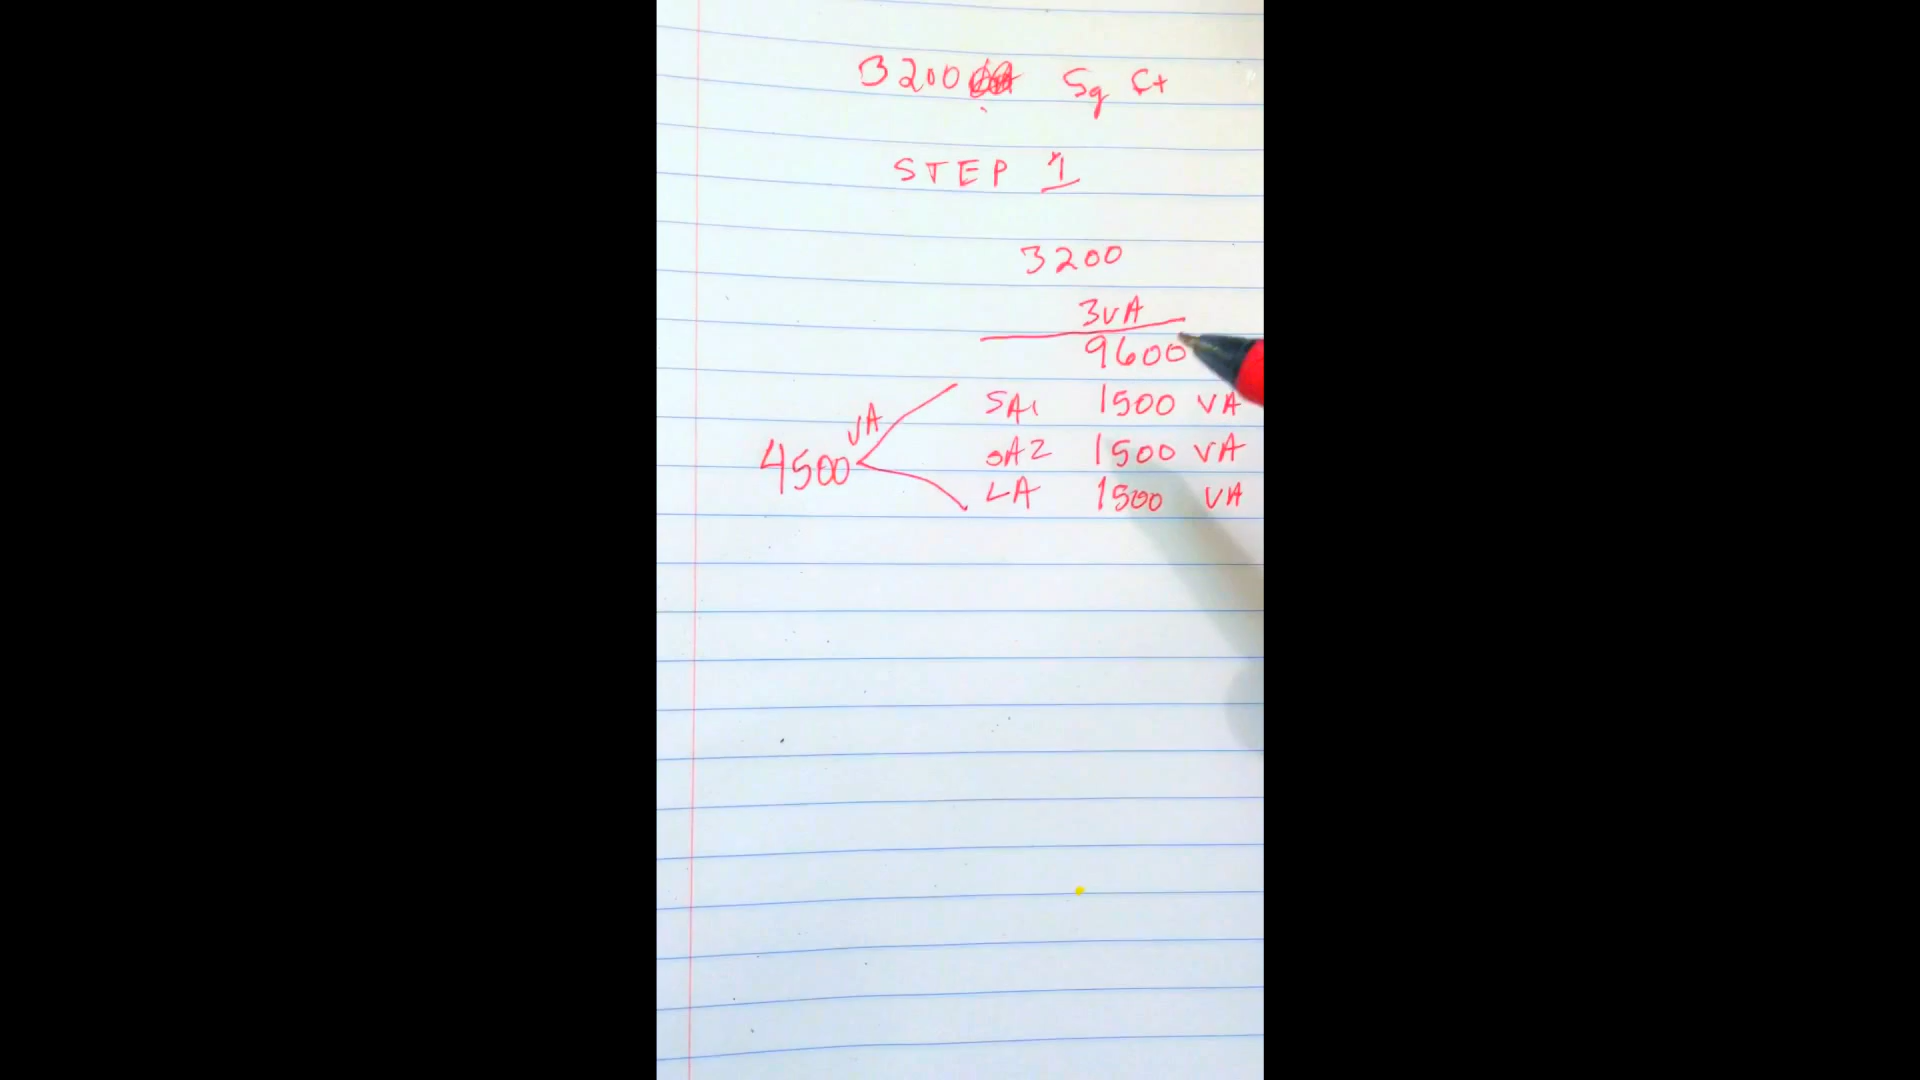 3200 Sq Ft
STEP 1
3200
3VA
9600
SA1 1500 VA
SA2 1500 VA
LA 1500 VA
4500 VA